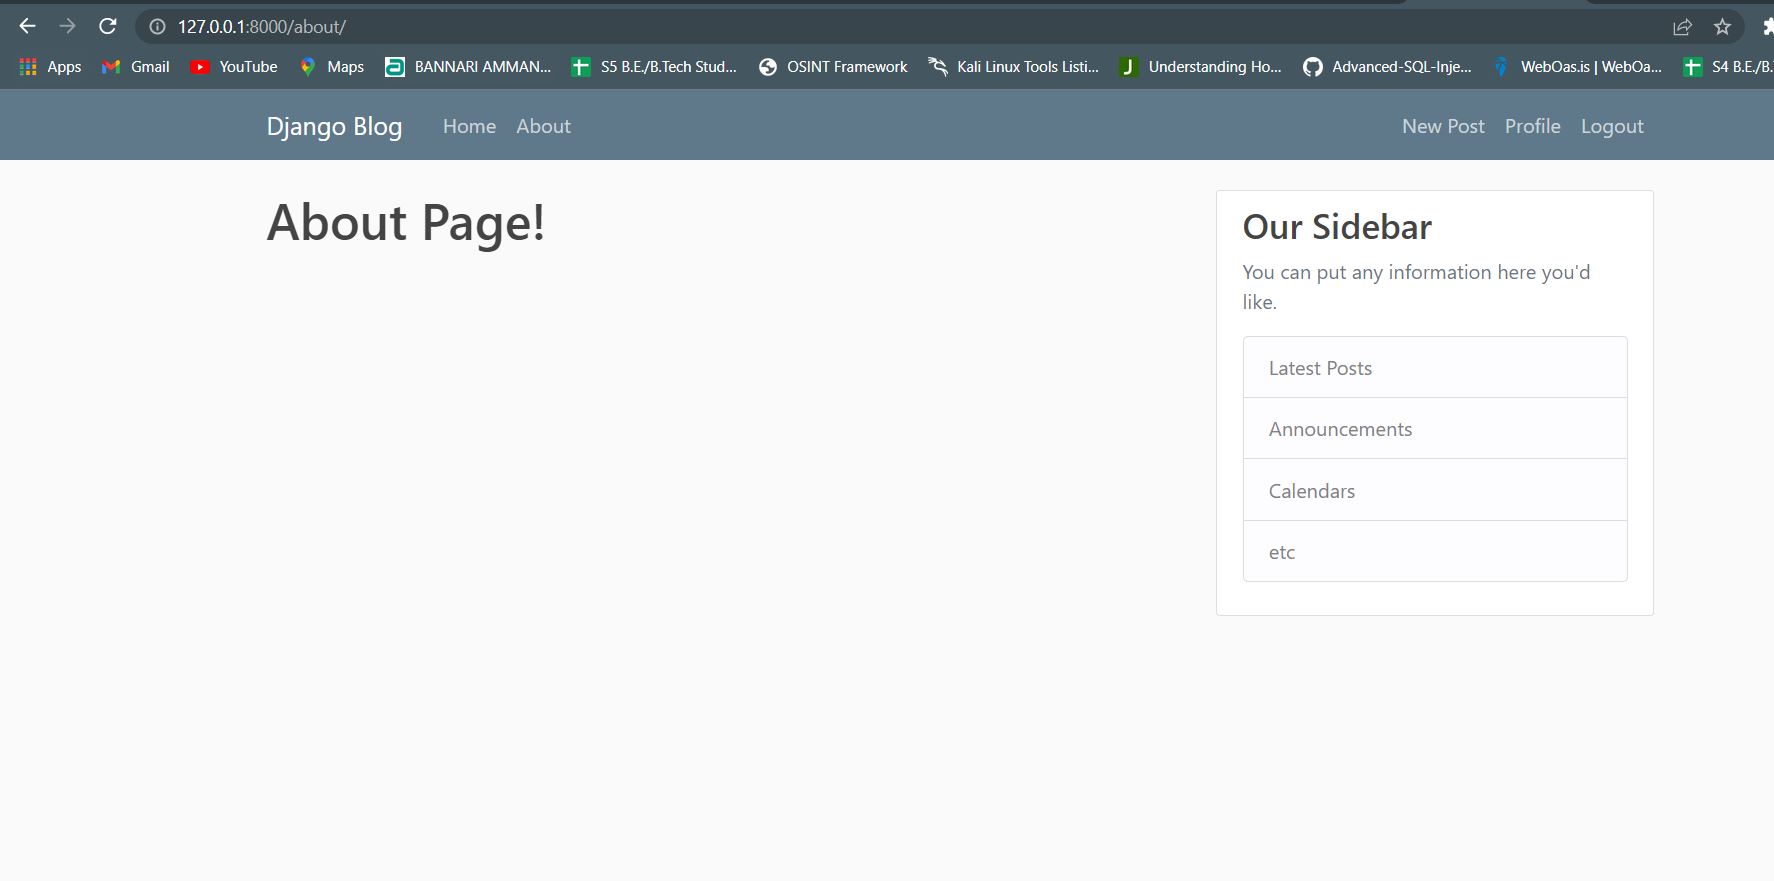 127.0.0.1:8000/about/
Apps Gmail YouTube Maps BANNARI AMMAN... S5 B.E./B.Tech Stud... OSINT Framework Kali Linux Tools Listi... Understanding Ho... Advanced-SQL-Inje... WebOas.is | WebOa... S4 B.E./B.
Django Blog Home About New Post Profile Logout
About Page!
Our Sidebar
You can put any information here you'd
like.
Latest Posts
Announcements
Calendars
etc